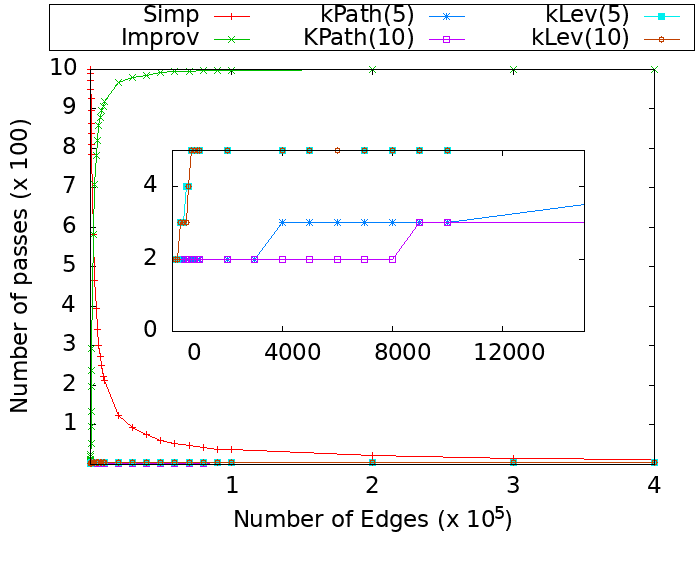 Simp kPath(5) kLev(5)
Improv KPath(10) kLev(10)
10
9
8
7
6
5
4
3
2
1
Number of passes (x 100)
4
2
0
0 4000 8000 12000
1 2 3 4
Number of Edges (x 10⁵)